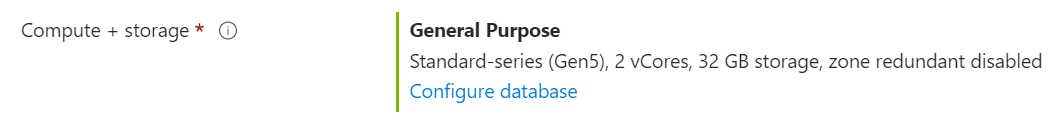 Compute + storage *
General Purpose
Standard-series (Gen5), 2 vCores, 32 GB storage, zone redundant disabled
Configure database